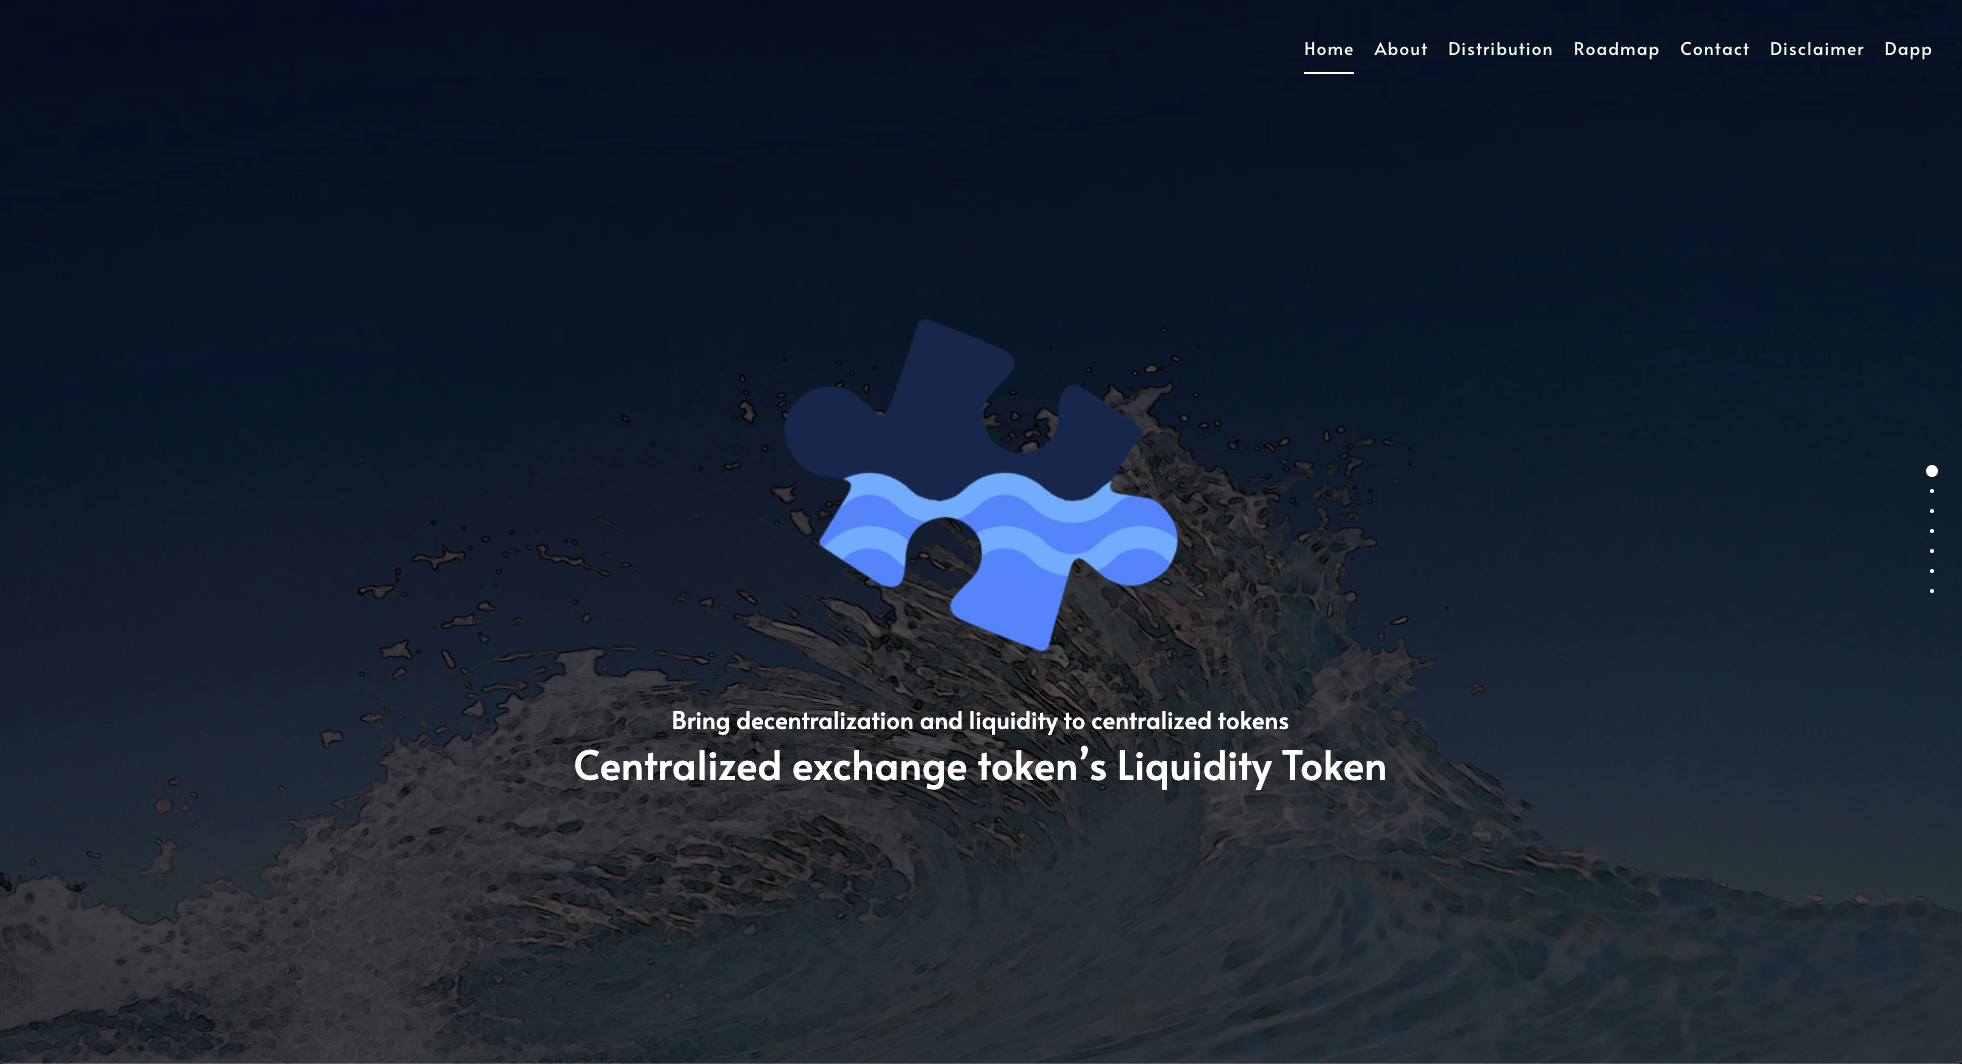 Home About Distribution Roadmap Contact Disclaimer Dapp
Bring decentralization and liquidity to centralized tokens
Centralized exchange token’s Liquidity Token